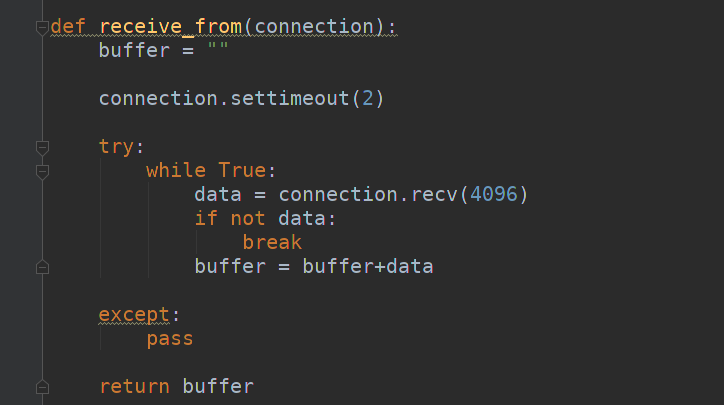 def receive_from(connection):
    buffer = ""
    connection.settimeout(2)
    try:
        while True:
            data = connection.recv(4096)
            if not data:
                break
            buffer = buffer+data
    except:
        pass
    return buffer